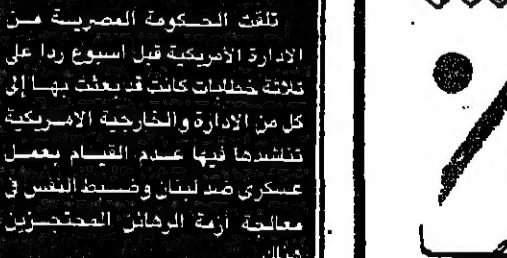 تلقت الحكومة المصرية من
الادارة الأمريكية قبل اسبوع ردا على
ثلاثة خطابات كانت قد بعثت بها إلى
كل من الادارة والخارجية الامريكية
تناشدها فيها عدم القيام بعمل
عسكري ضد لبنان وضبط النفس في
معالجة أزمة الرهائن المحتجزين
هناك